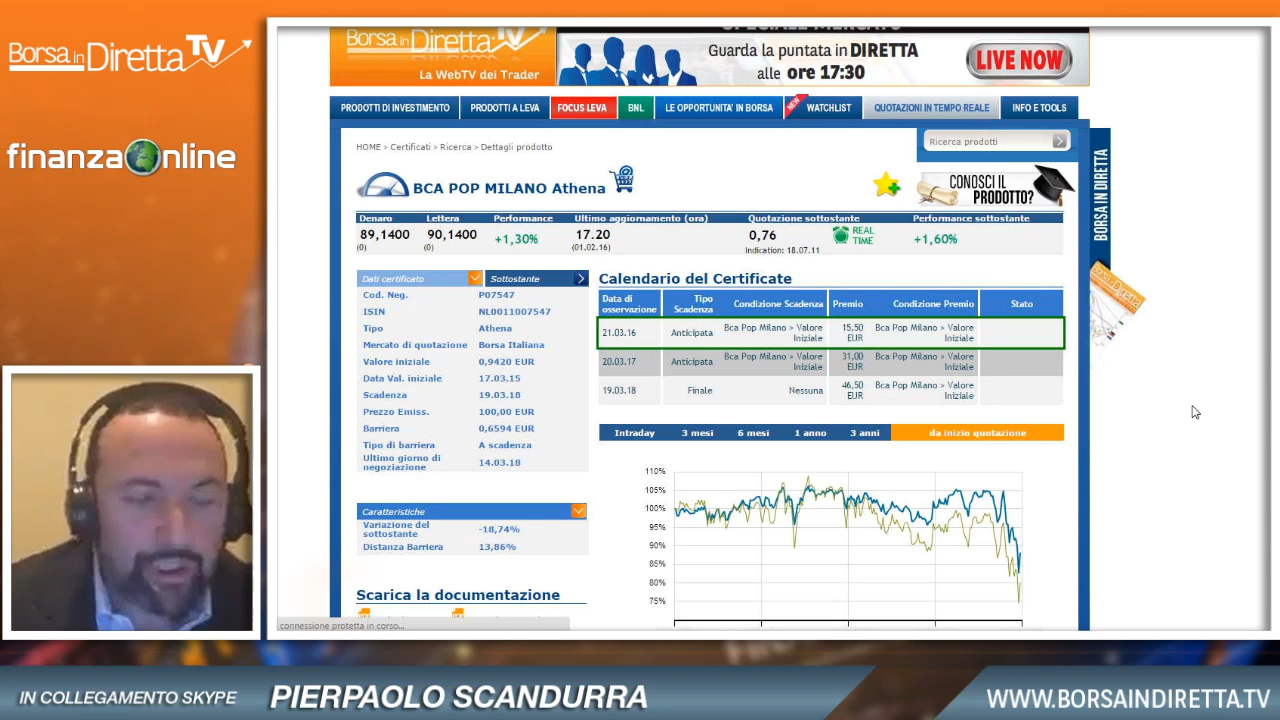 Borsa in Diretta TV
finanzaonline
Borsa in Diretta TV
La WebTV dei Trader
SPECIALE MERCATO
Guarda la puntata in DIRETTA
alle ore 17:30
LIVE NOW
PRODOTTI DI INVESTIMENTO
PRODOTTI A LEVA
FOCUS LEVA
BNL
LE OPPORTUNITA' IN BORSA
NEW
WATCHLIST
QUOTAZIONI IN TEMPO REALE
INFO E TOOLS
HOME > Certificati > Ricerca > Dettagli prodotto
Ricerca prodotti
BCA POP MILANO Athena
CONOSCI IL
PRODOTTO?
BORSA IN DIRETTA
Denaro Lettera Performance Ultimo aggiornamento (ora) Quotazione sottostante Performance sottostante
89,1400 90,1400 +1,30% 17.20 0,76 REAL TIME +1,60%
(0) (0) (01.02.16) Indication: 18.07.11
Dati certificato
Sottostante
Cod. Neg. P07547
ISIN NL0011007547
Tipo Athena
Mercato di quotazione Borsa Italiana
Valore iniziale 0,9420 EUR
Data Val. iniziale 17.03.15
Scadenza 19.03.18
Prezzo Emiss. 100,00 EUR
Barriera 0,6594 EUR
Tipo di barriera A scadenza
Ultimo giorno di
negoziazione 14.03.18
Caratteristiche
Variazione del
sottostante -18,74%
Distanza Barriera 13,86%
Scarica la documentazione
connessione protetta in corso...
Calendario del Certificate
Data di osservazione Tipo Scadenza Condizione Scadenza Premio Condizione Premio Stato
21.03.16 Anticipata Bca Pop Milano > Valore Iniziale 15,50 EUR Bca Pop Milano > Valore Iniziale
20.03.17 Anticipata Bca Pop Milano > Valore Iniziale 31,00 EUR Bca Pop Milano > Valore Iniziale
19.03.18 Finale Nessuna 46,50 EUR Bca Pop Milano > Valore Iniziale
Intraday 3 mesi 6 mesi 1 anno 3 anni da inizio quotazione
110%
105%
100%
95%
90%
85%
80%
75%
IN COLLEGAMENTO SKYPE
PIERPAOLO SCANDURRA
WWW.BORSAINDIRETTA.TV